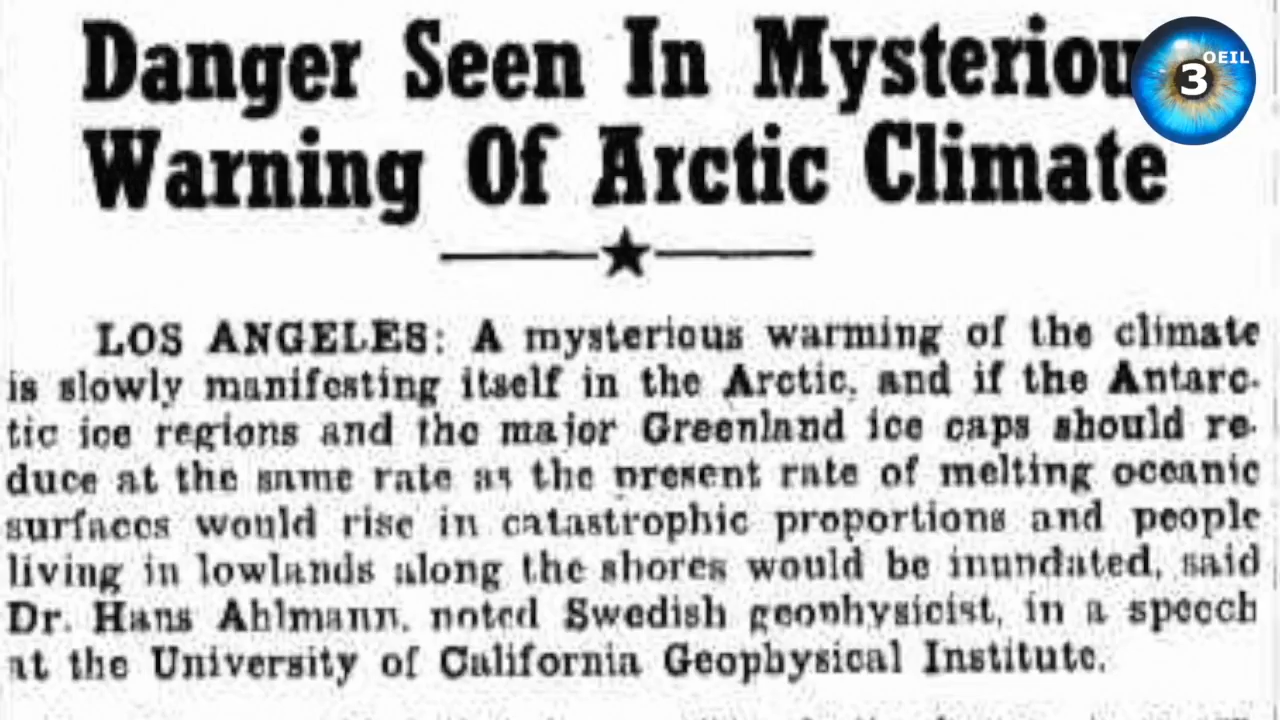 Danger Seen In Mysteriou
Warning Of Arctic Climate
LOS ANGELES: A mysterious warming of the climate
is slowly manifesting itself in the Arctic, and if the Antarc-
tic ice regions and the major Greenland ice caps should re-
duce at the same rate as the present rate of melting oceanic
surfaces would rise in catastrophic proportions and people
living in lowlands along the shores would be inundated, said
Dr. Hans Ahlmann, noted Swedish geophysicist, in a speech
at the University of California Geophysical Institute.
3
OEIL